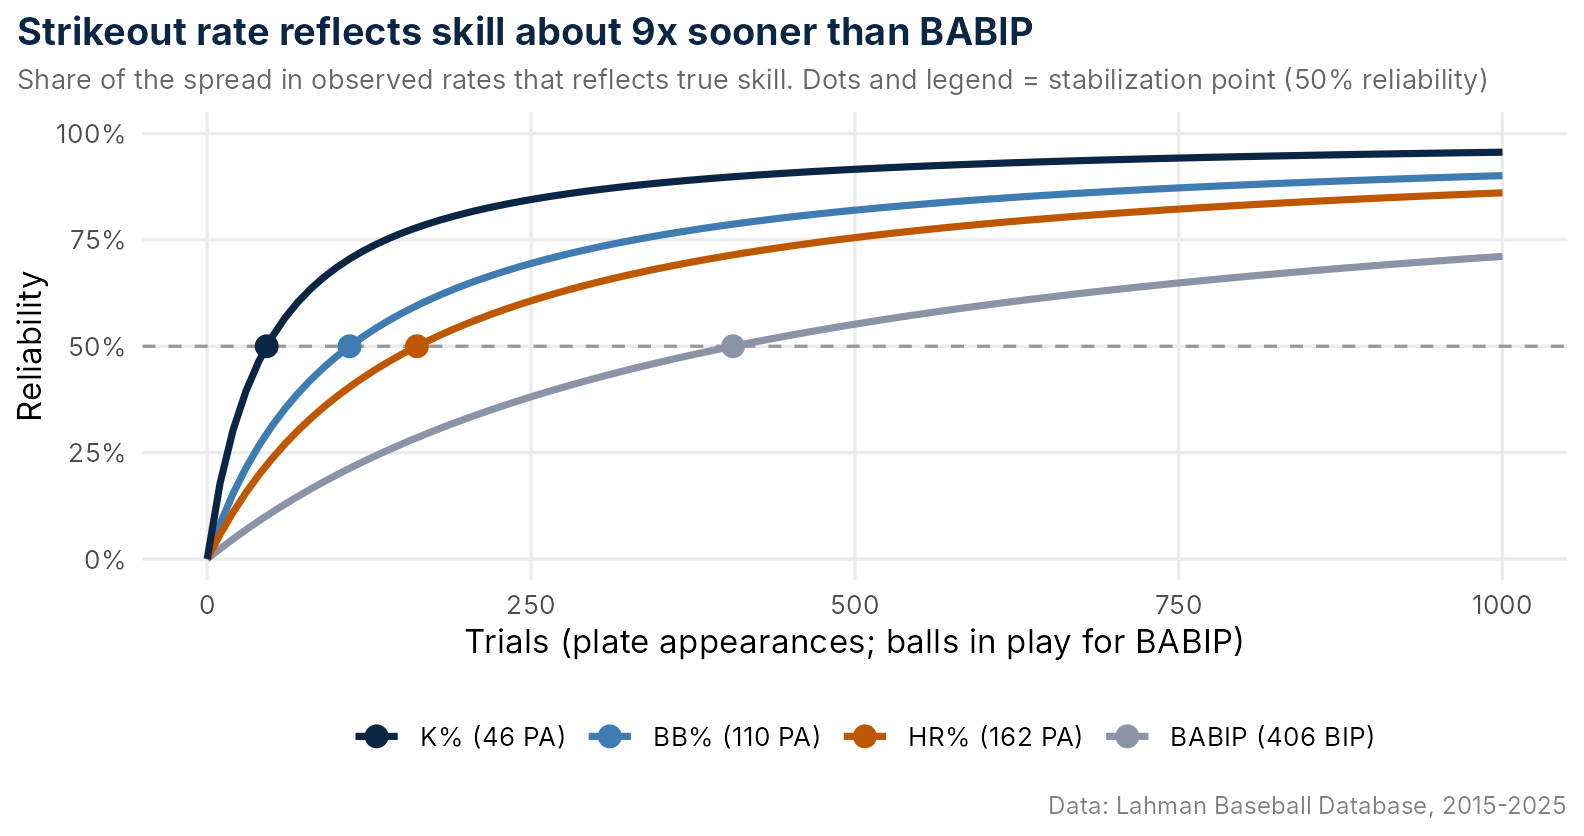 Strikeout rate reflects skill about 9x sooner than BABIP
Share of the spread in observed rates that reflects true skill. Dots and legend = stabilization point (50% reliability)
100%
75%
50%
25%
0%
Reliability
0 250 500 750 1000
Trials (plate appearances; balls in play for BABIP)
K% (46 PA) BB% (110 PA) HR% (162 PA) BABIP (406 BIP)
Data: Lahman Baseball Database, 2015-2025